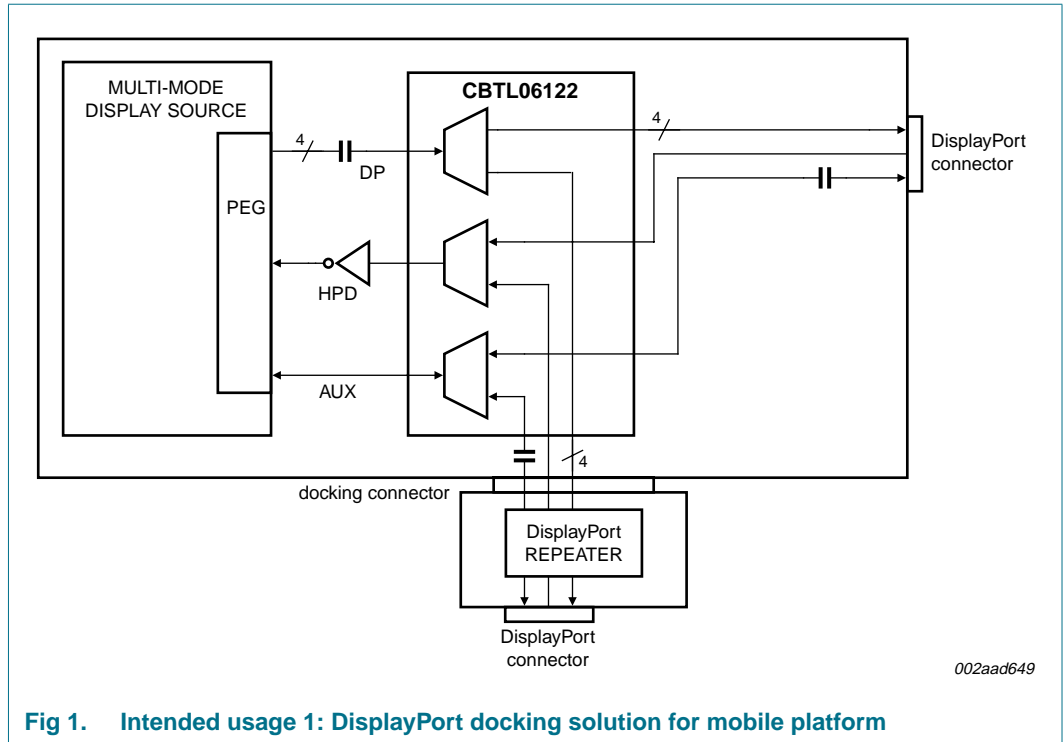 MULTI-MODE
DISPLAY SOURCE
CBTL06122
4
4
DisplayPort
connector
DP
PEG
HPD
AUX
4
docking connector
DisplayPort
REPEATER
DisplayPort
connector
002aad649
Fig 1. Intended usage 1: DisplayPort docking solution for mobile platform